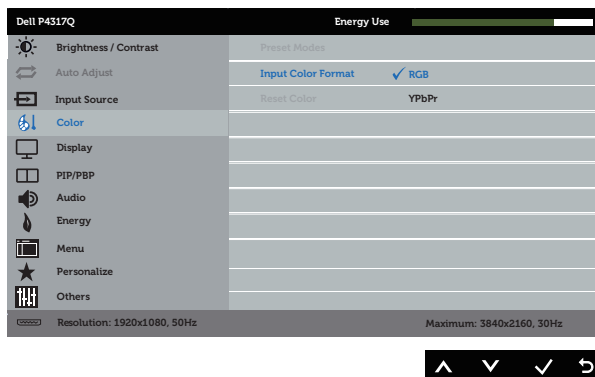 Dell P4317Q Energy Use
Brightness / Contrast Preset Modes
Auto Adjust Input Color Format RGB
Input Source Reset Color YPbPr
Color
Display
PIP/PBP
Audio
Energy
Menu
Personalize
Others
Resolution: 1920x1080, 50Hz Maximum: 3840x2160, 30Hz